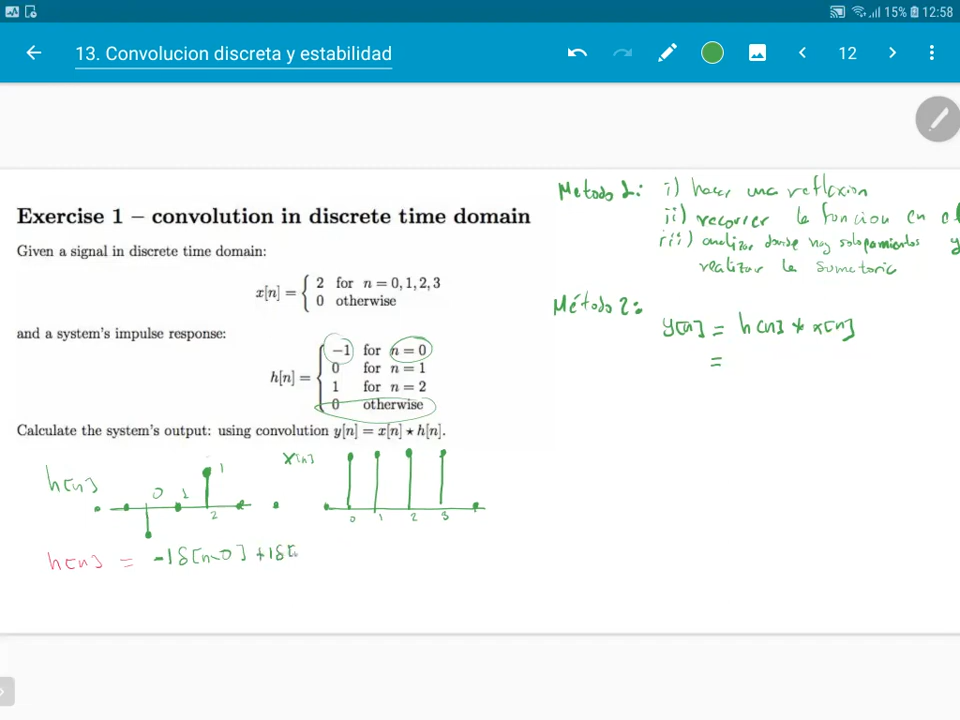 15% 12:58
13. Convolucion discreta y estabilidad
12
Exercise 1 – convolution in discrete time domain
Given a signal in discrete time domain:
x[n] = { 2 for n = 0, 1, 2, 3
0 otherwise
and a system's impulse response:
h[n] = { −1 for n = 0
0 for n = 1
1 for n = 2
0 otherwise
Calculate the system's output: using convolution y[n] = x[n] ⋆ h[n].
h[n] 0 1 1 2
x[n] 0 1 2 3
h[n] = -1δ[n-0] +1δ[
Metodo 1: i) hacer una reflexion
ii) recorrer la funcion en el
iii) analizar donde hay solapamientos y
realizar la sumatoria
Método 2:
y[n] = h[n] * x[n]
=